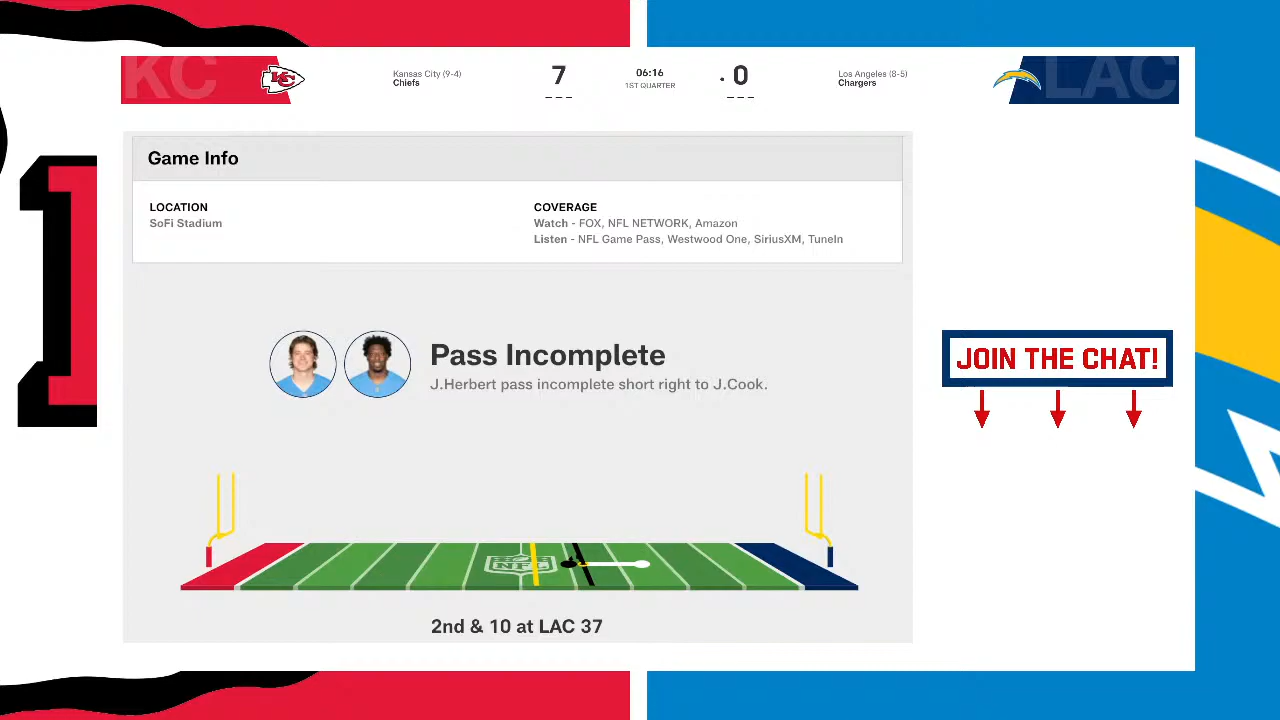 KC
KC
Kansas City (9-4)
Chiefs
7
06:16
1ST QUARTER
0
Los Angeles (8-5)
Chargers
LAC
Game Info
LOCATION
SoFi Stadium
COVERAGE
Watch - FOX, NFL NETWORK, Amazon
Listen - NFL Game Pass, Westwood One, SiriusXM, TuneIn
Pass Incomplete
J.Herbert pass incomplete short right to J.Cook.
JOIN THE CHAT!
NFL
2nd & 10 at LAC 37